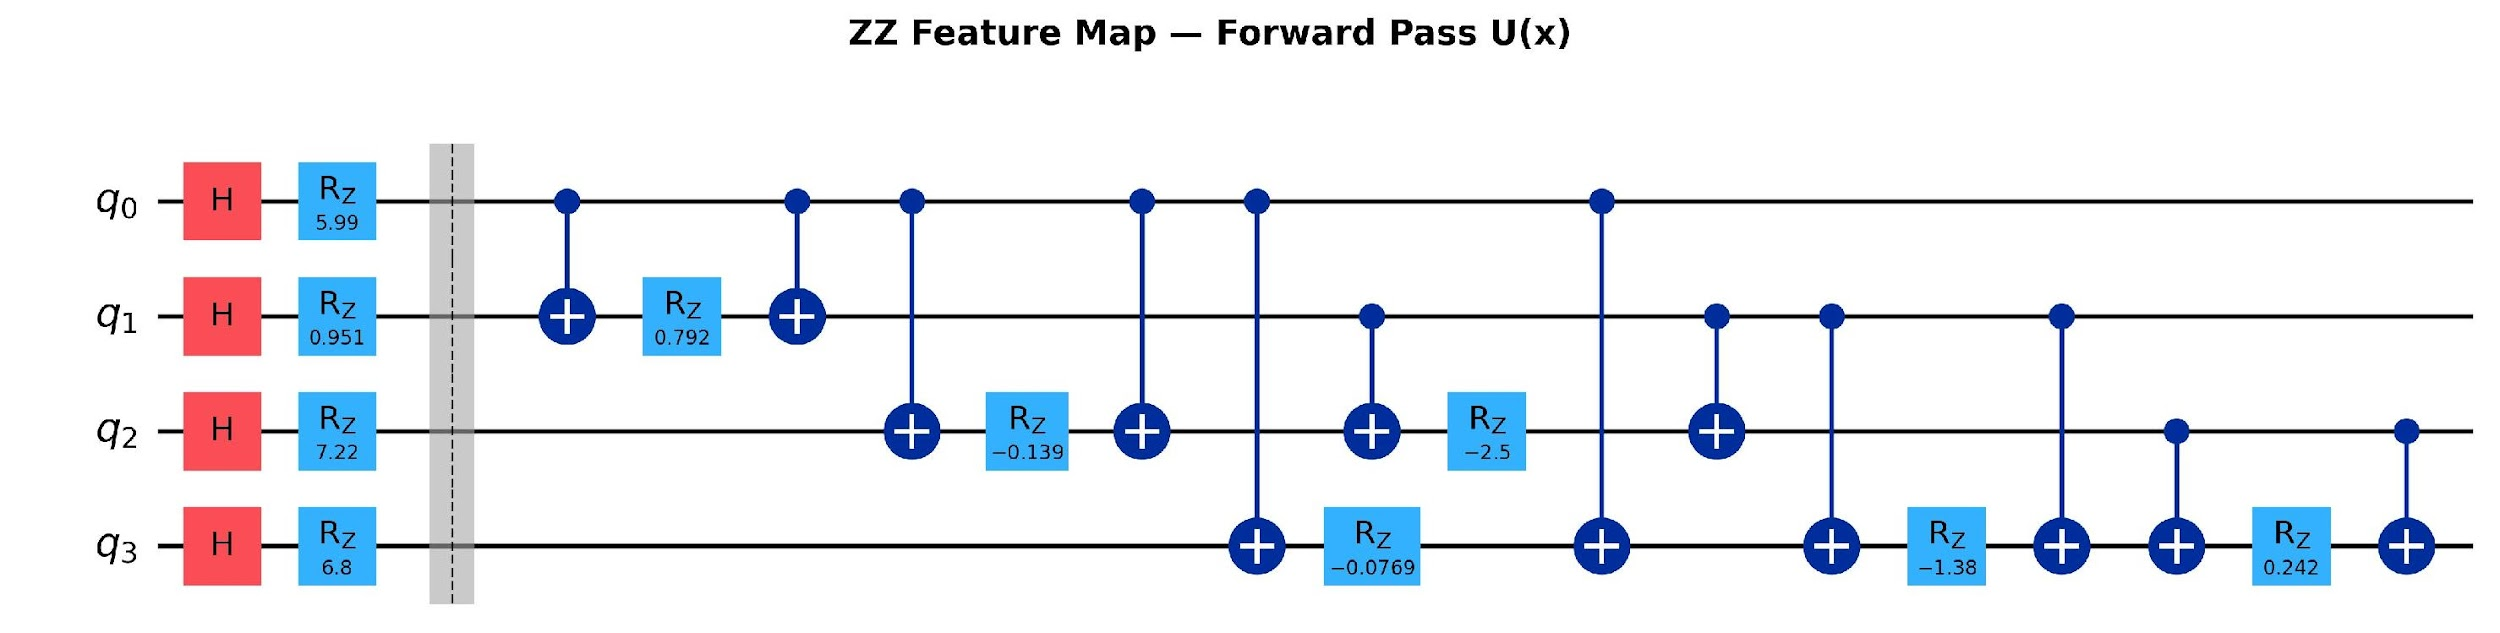 ZZ Feature Map — Forward Pass U(x)
q0 H RZ 5.99
q1 H RZ 0.951 RZ 0.792
q2 H RZ 7.22 RZ −0.139 RZ −2.5
q3 H RZ 6.8 RZ −0.0769 RZ −1.38 RZ 0.242